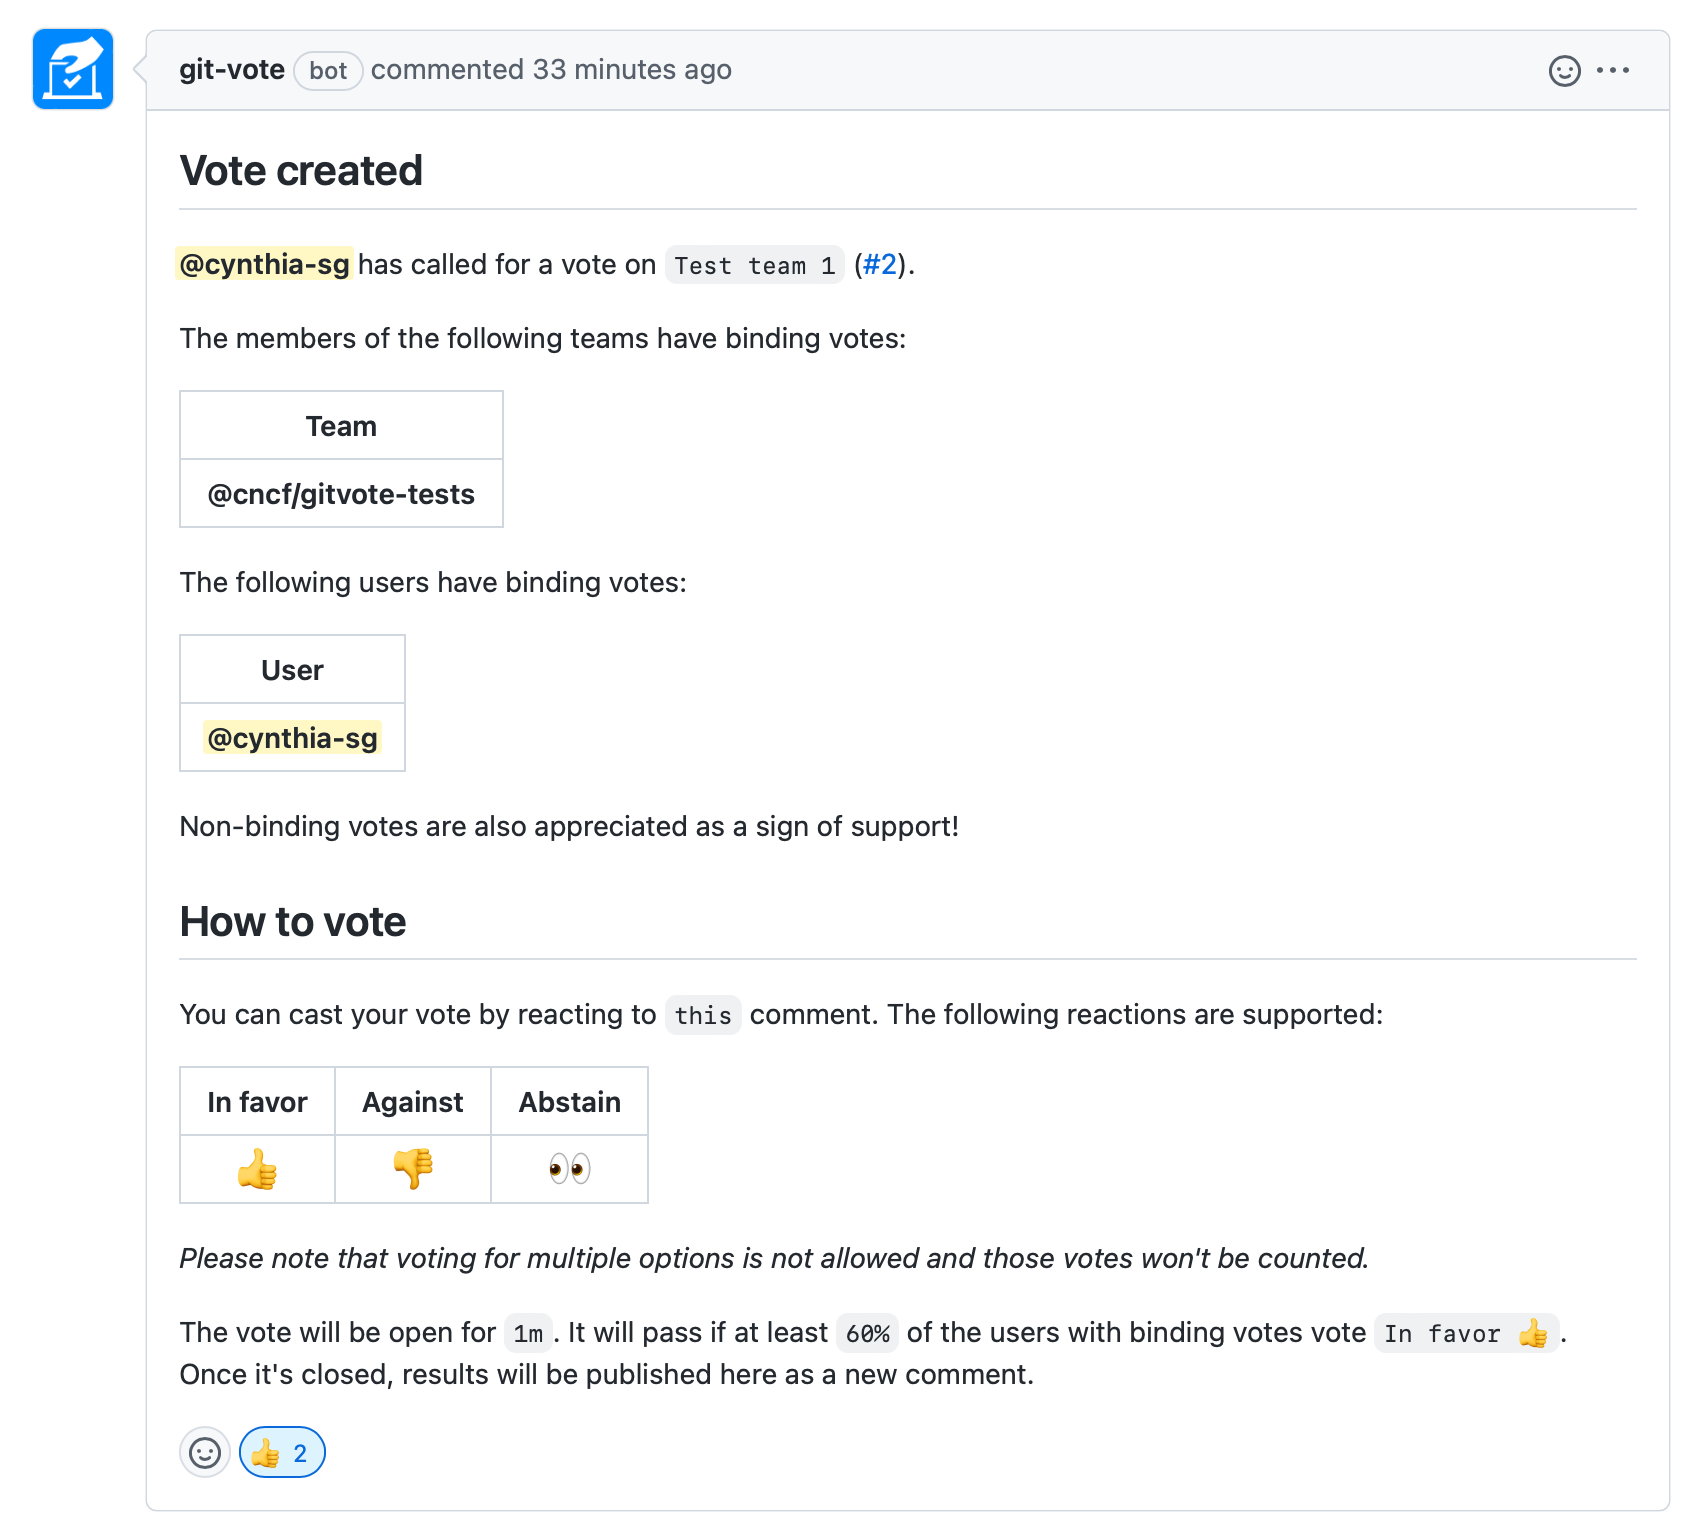 git-vote bot commented 33 minutes ago
Vote created
@cynthia-sg has called for a vote on Test team 1 (#2).
The members of the following teams have binding votes:
Team
@cncf/gitvote-tests
The following users have binding votes:
User
@cynthia-sg
Non-binding votes are also appreciated as a sign of support!
How to vote
You can cast your vote by reacting to this comment. The following reactions are supported:
In favor Against Abstain
👍 👎 👀
Please note that voting for multiple options is not allowed and those votes won't be counted.
The vote will be open for 1m. It will pass if at least 60% of the users with binding votes vote In favor 👍.
Once it's closed, results will be published here as a new comment.
👍 2